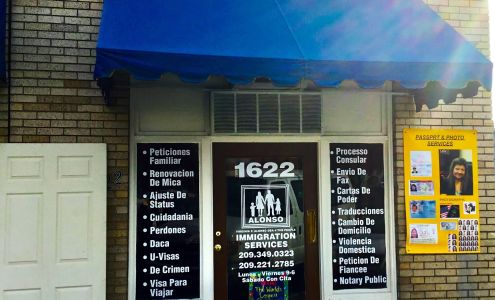 • Peticiones
Familiar
• Renovacion
De Mica
• Ajuste De
Status
• Cuidadania
• Perdones
• Daca
• U-Visas
• De Crimen
• Visa Para
Viajar
1622
ALONSO
IMMIGRATION
SERVICES
209.349.0323
209.221.2785
Lunes y Viernes 9-6
Sabado Con Cita
• Processo
Consular
• Envio De
Fax
• Cartas De
Poder
• Traducciones
• Cambio De
Domicilio
• Violencia
Domestica
• Peticion De
Fiancee
• Notary Public
PASSPRT & PHOTO
SERVICES